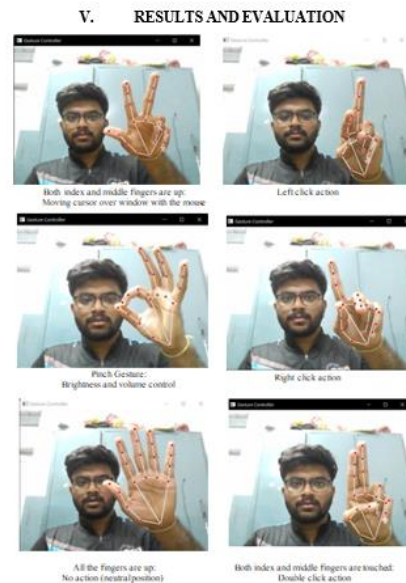 V. RESULTS AND EVALUATION
Gesture Controller
Gesture Controller
Both index and middle fingers are up:
Moving cursor over window with the mouse
Left click action
Gesture Controller
Gesture Controller
Pinch Gesture:
Brightness and volume control
Right click action
Gesture Controller
Gesture Controller
All the fingers are up:
No action (neutral position)
Both index and middle fingers are touched:
Double click action